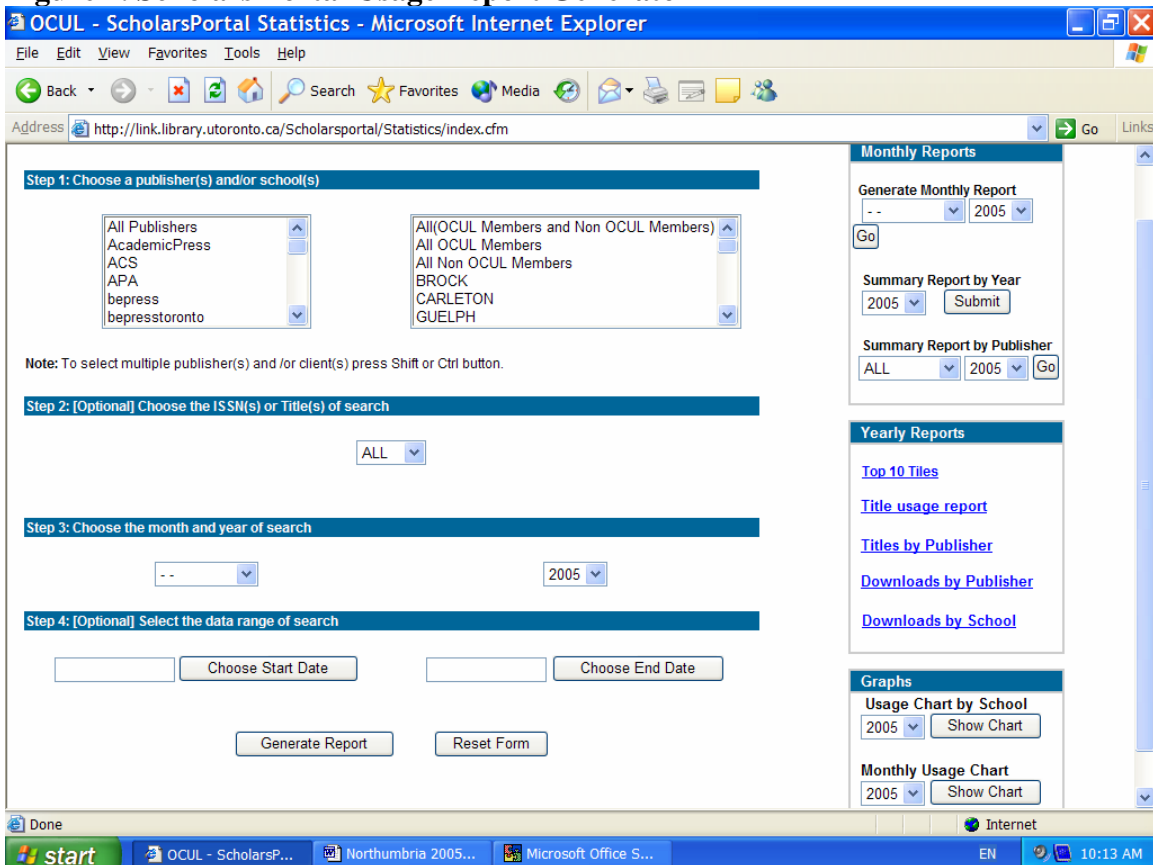 OCUL - ScholarsPortal Statistics - Microsoft Internet Explorer
File Edit View Favorites Tools Help
Back Search Favorites Media
Address http://link.library.utoronto.ca/Scholarsportal/Statistics/index.cfm Go Links
Step 1: Choose a publisher(s) and/or school(s)
All Publishers
AcademicPress
ACS
APA
bepress
bepresstoronto
All(OCUL Members and Non OCUL Members)
All OCUL Members
All Non OCUL Members
BROCK
CARLETON
GUELPH
Note: To select multiple publisher(s) and /or client(s) press Shift or Ctrl button.
Step 2: [Optional] Choose the ISSN(s) or Title(s) of search
ALL
Step 3: Choose the month and year of search
- - 2005
Step 4: [Optional] Select the data range of search
Choose Start Date Choose End Date
Generate Report Reset Form
Monthly Reports
Generate Monthly Report
- - 2005
Go
Summary Report by Year
2005 Submit
Summary Report by Publisher
ALL 2005 Go
Yearly Reports
Top 10 Tiles
Title usage report
Titles by Publisher
Downloads by Publisher
Downloads by School
Graphs
Usage Chart by School
2005 Show Chart
Monthly Usage Chart
2005 Show Chart
Done Internet
start OCUL - ScholarsP... Northumbria 2005... Microsoft Office S... EN 10:13 AM